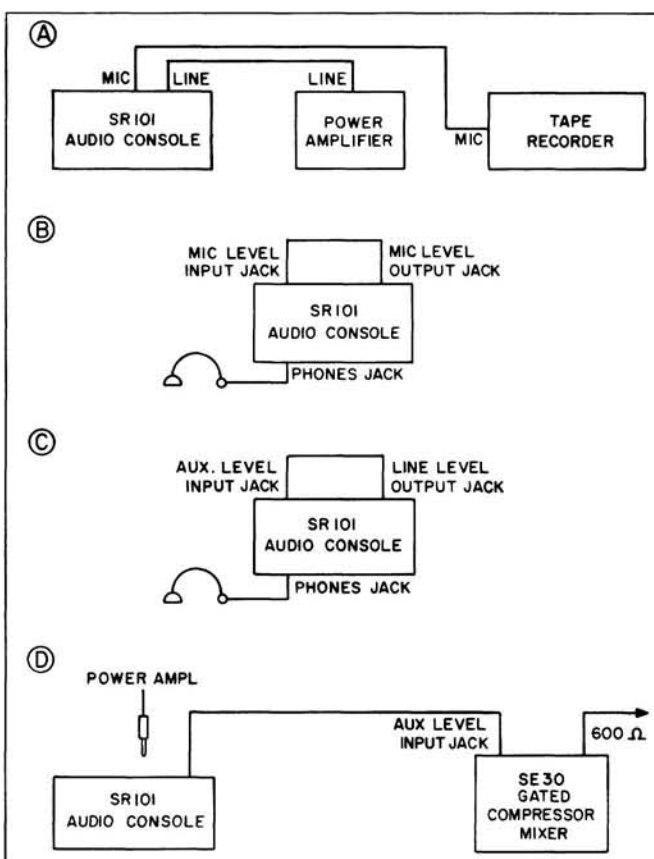 A
MIC
LINE
LINE
SR101
AUDIO CONSOLE
POWER
AMPLIFIER
MIC
TAPE
RECORDER
B
MIC LEVEL
INPUT JACK
MIC LEVEL
OUTPUT JACK
SR101
AUDIO CONSOLE
PHONES JACK
C
AUX. LEVEL
INPUT JACK
LINE LEVEL
OUTPUT JACK
SR101
AUDIO CONSOLE
PHONES JACK
D
POWER AMPL
SR101
AUDIO CONSOLE
AUX LEVEL
INPUT JACK
600 Ω
SE30
GATED
COMPRESSOR
MIXER